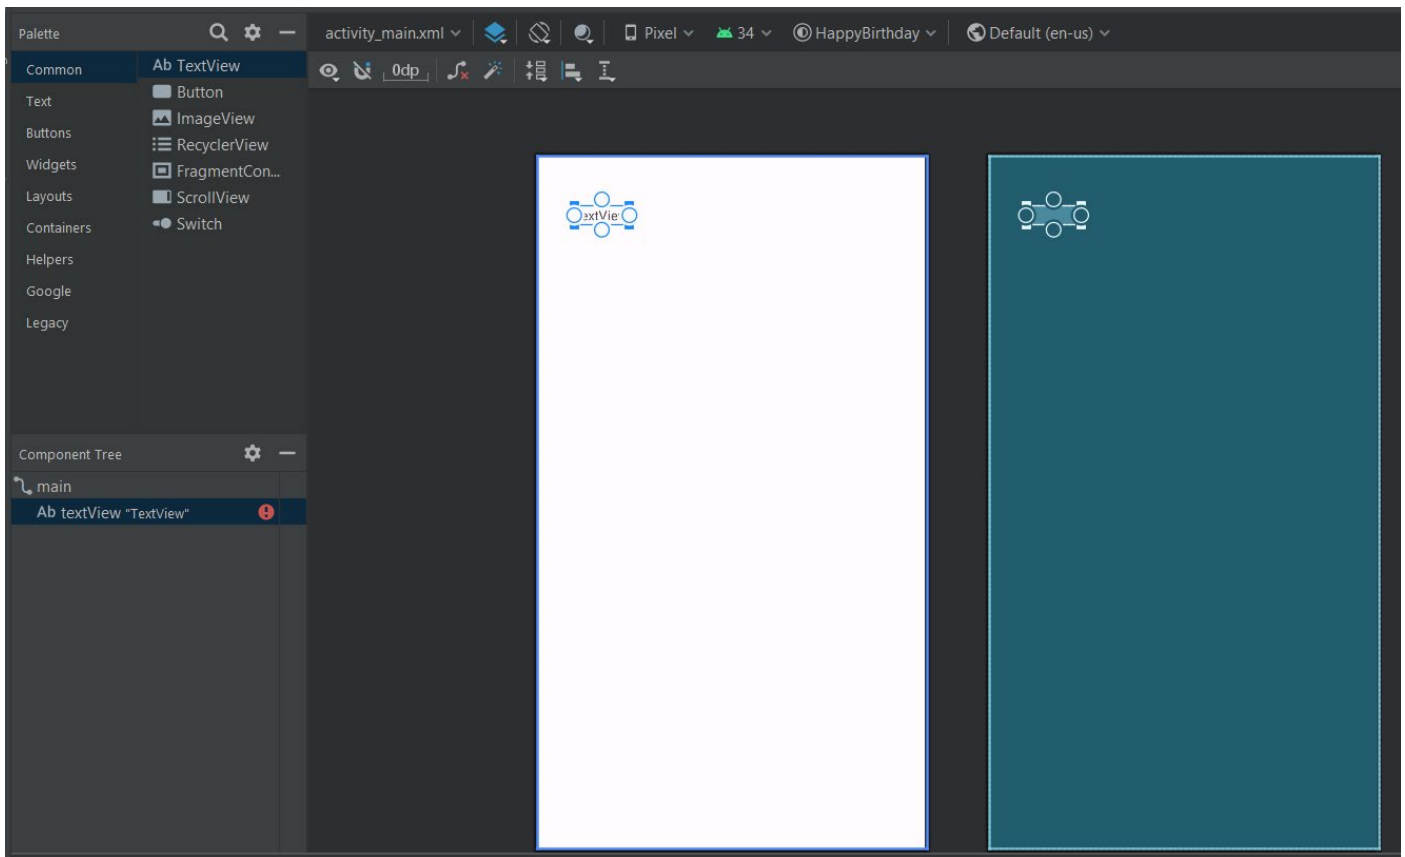 Palette
activity_main.xml
Pixel
34
HappyBirthday
Default (en-us)
Common
Text
Buttons
Widgets
Layouts
Containers
Helpers
Google
Legacy
Ab TextView
Button
ImageView
RecyclerView
FragmentCon...
ScrollView
Switch
0dp
extVie
Component Tree
main
Ab textView "TextView"